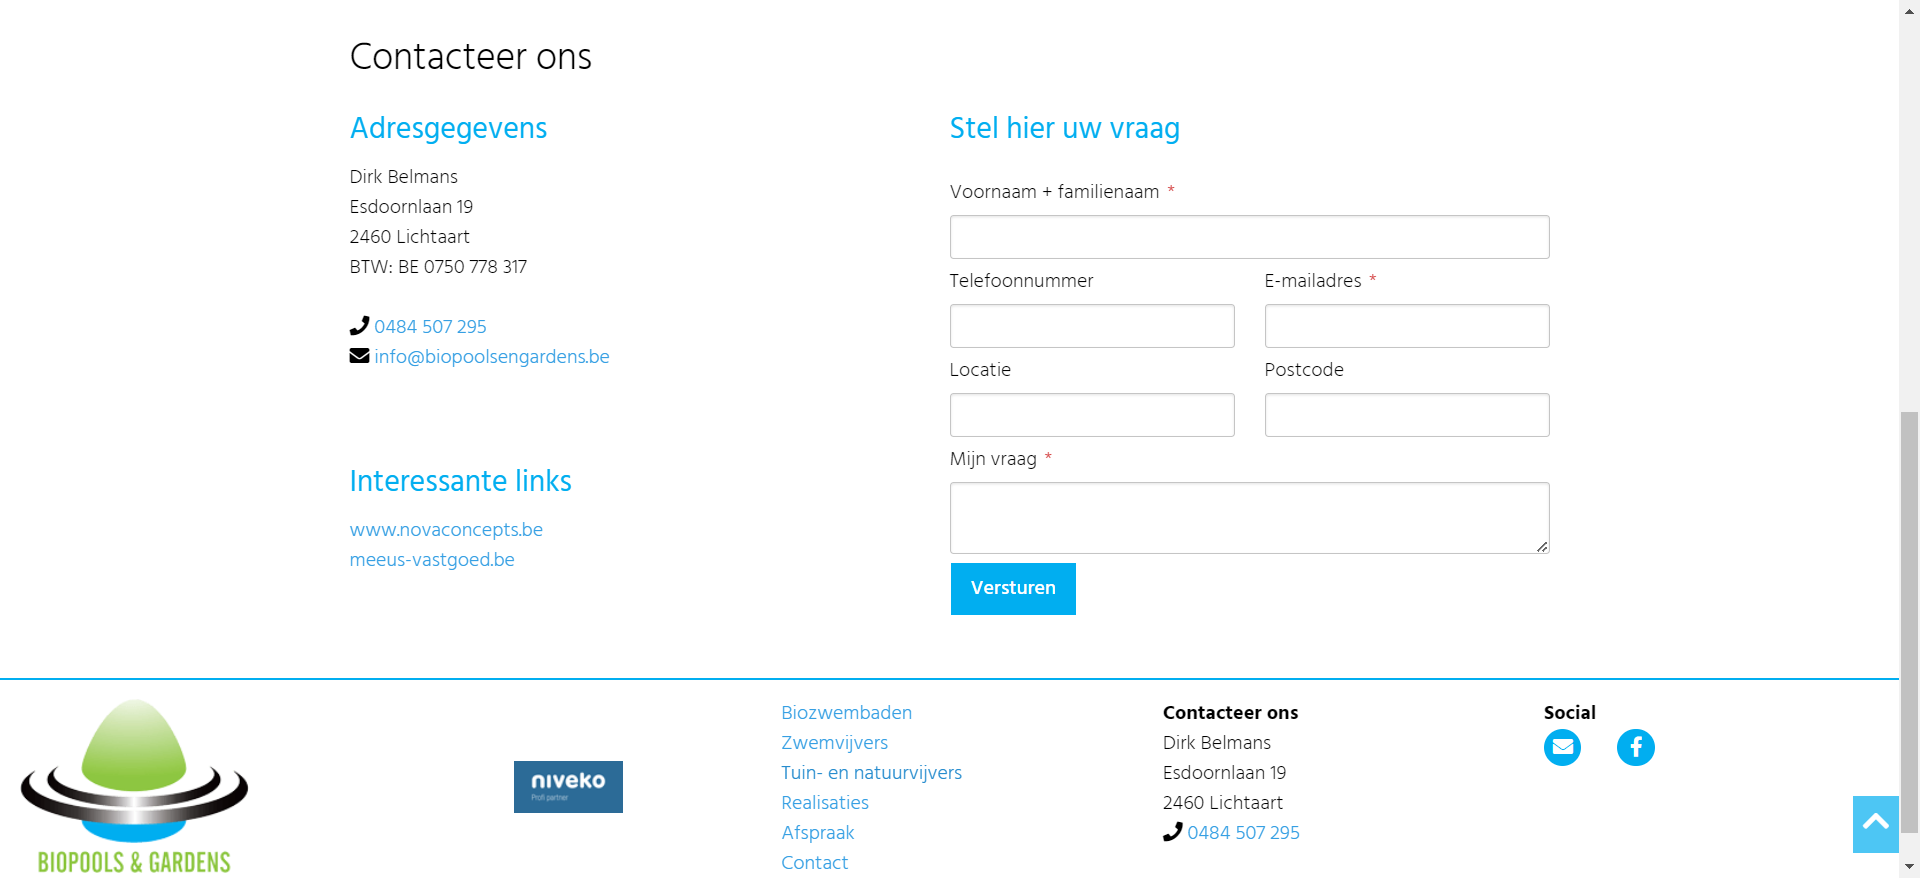 Contacteer ons
Adresgegevens
Dirk Belmans
Esdoornlaan 19
2460 Lichtaart
BTW: BE 0750 778 317
0484 507 295
info@biopoolsengardens.be
Interessante links
www.novaconcepts.be
meeus-vastgoed.be
Stel hier uw vraag
Voornaam + familienaam *
Telefoonnummer
E-mailadres *
Locatie
Postcode
Mijn vraag *
Versturen
BIOPOOLS & GARDENS
niveko
Profi partner
Biozwembaden
Zwemvijvers
Tuin- en natuurvijvers
Realisaties
Afspraak
Contact
Contacteer ons
Dirk Belmans
Esdoornlaan 19
2460 Lichtaart
0484 507 295
Social